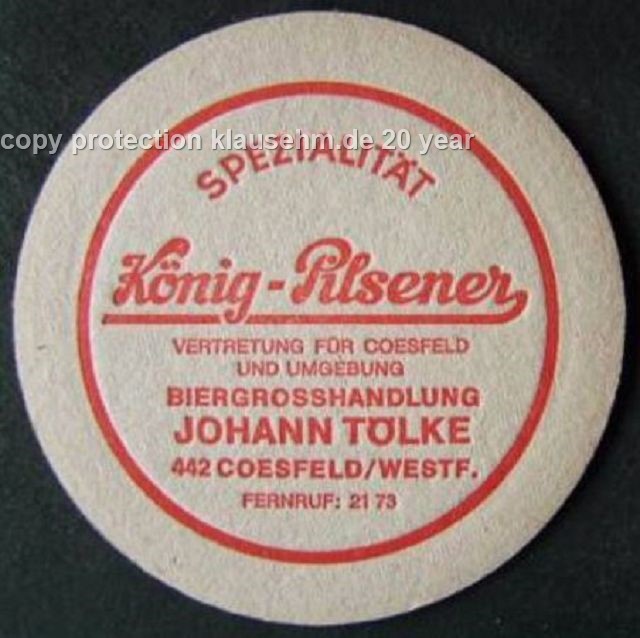 copy protection klausehm.de 20 year
SPEZIALITÄT
König-Pilsener
VERTRETUNG FÜR COESFELD
UND UMGEBUNG
BIERGROSSHANDLUNG
JOHANN TÖLKE
442 COESFELD/WESTF.
FERNRUF: 21 73